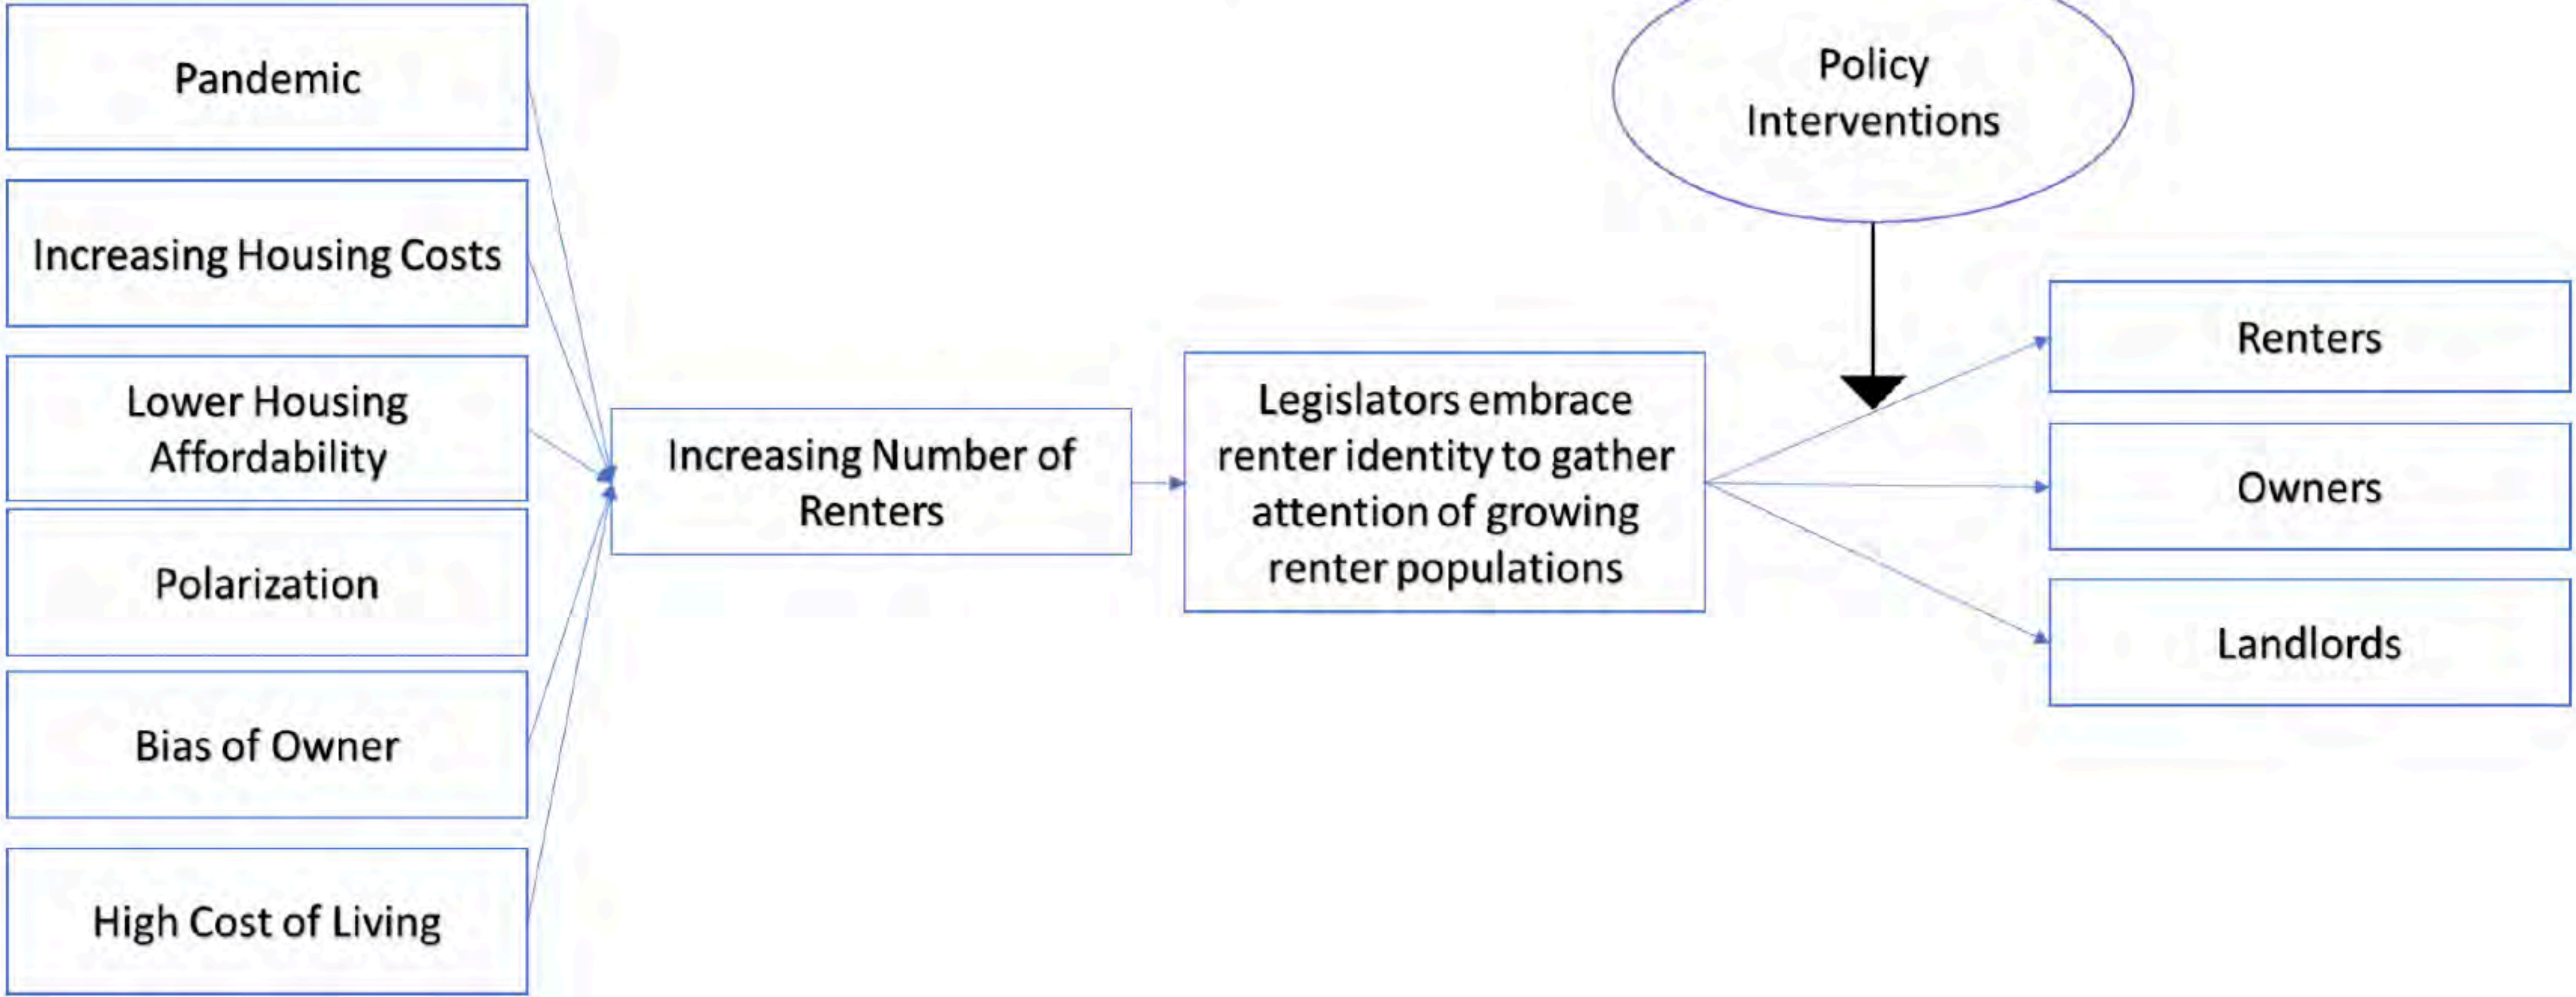 Pandemic
Increasing Housing Costs
Lower Housing
Affordability
Polarization
Bias of Owner
High Cost of Living
Increasing Number of
Renters
Legislators embrace
renter identity to gather
attention of growing
renter populations
Policy
Interventions
Renters
Owners
Landlords